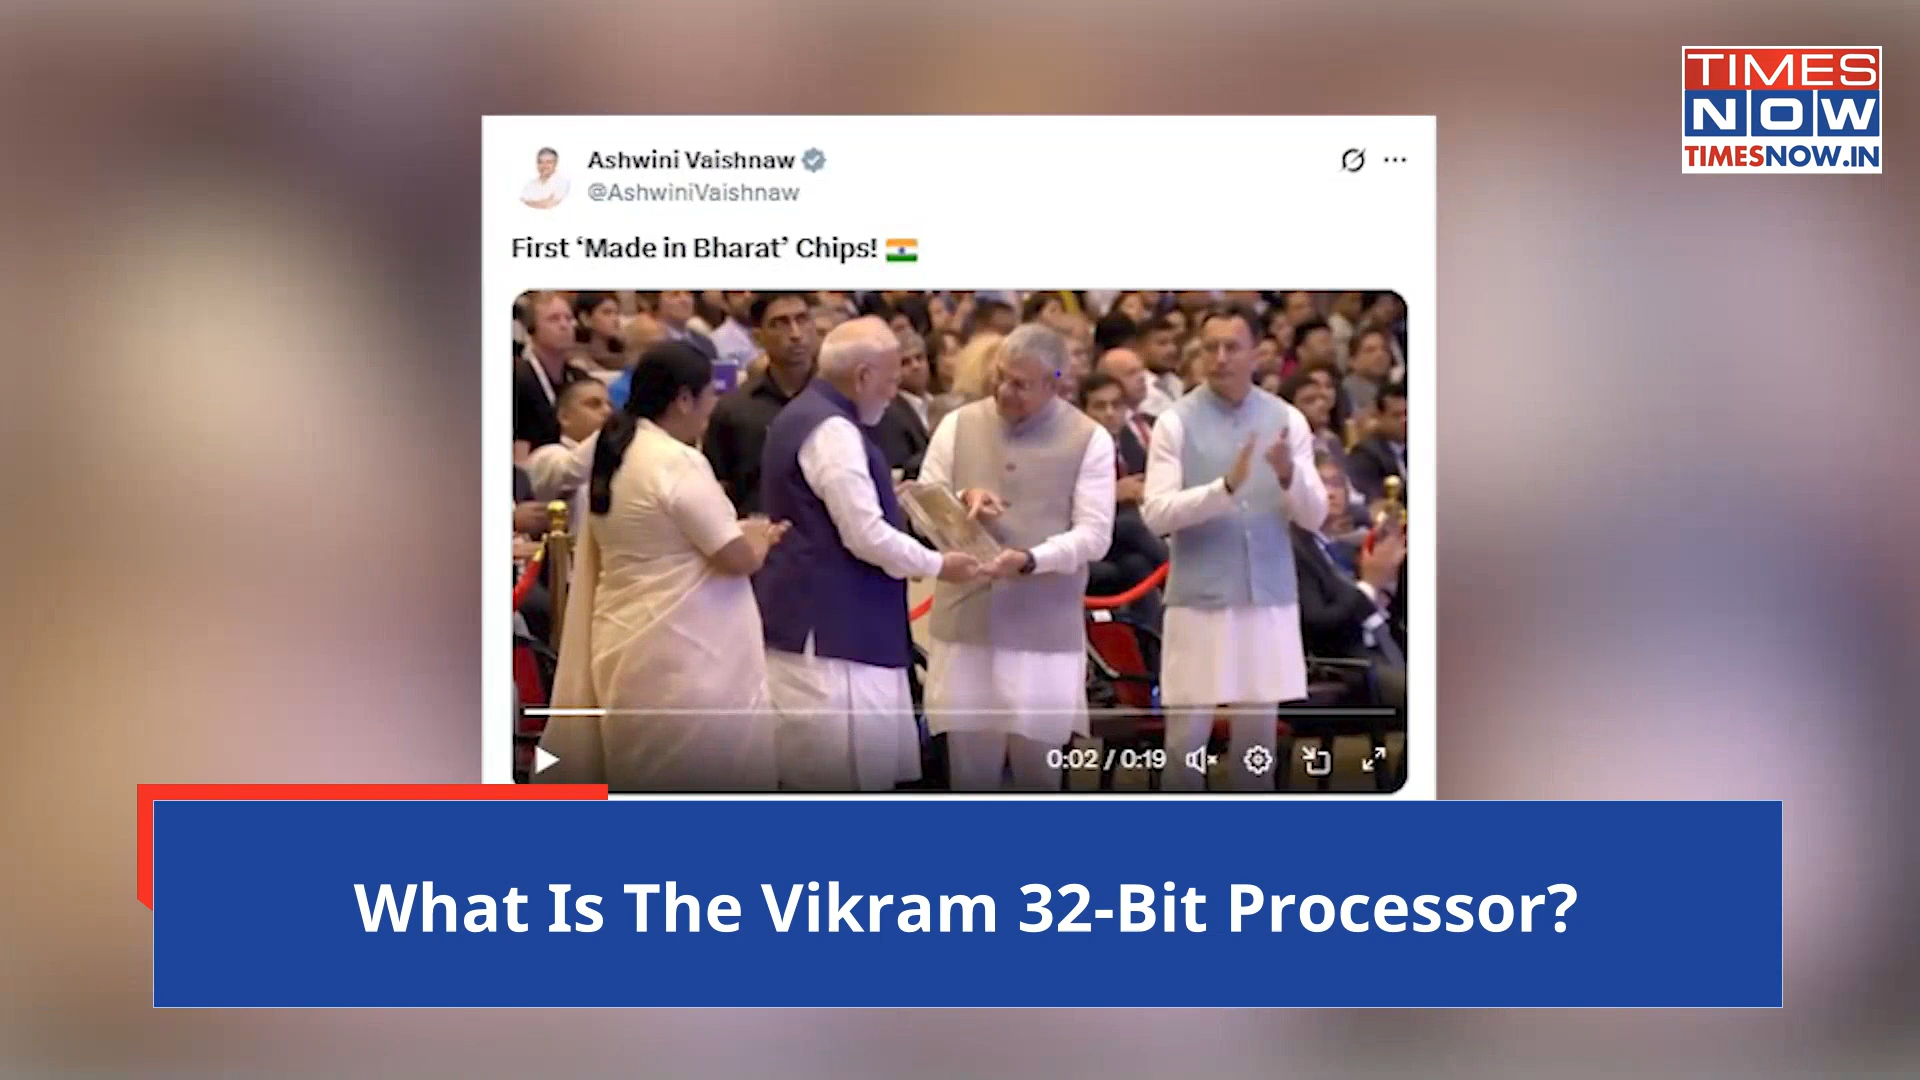 TIMES
NOW
TIMESNOW.IN
Ashwini Vaishnaw
@AshwiniVaishnaw
First ‘Made in Bharat’ Chips! 🇮🇳
0:02 / 0:19
What Is The Vikram 32-Bit Processor?